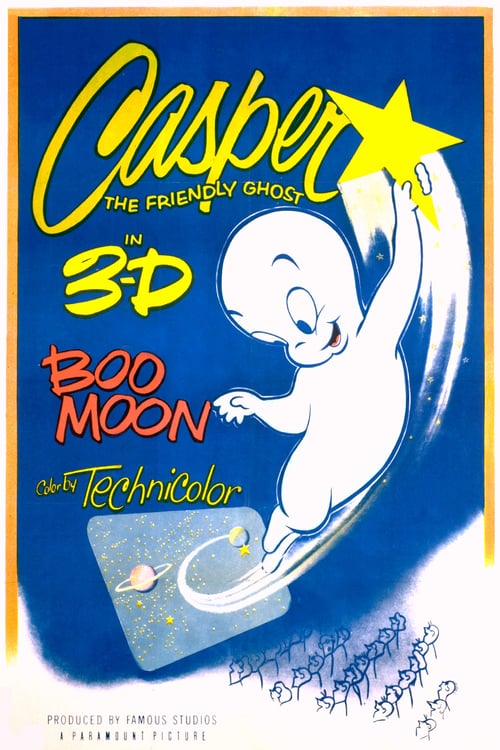 Casper
THE FRIENDLY GHOST
IN
3-D
BOO
MOON
Color by Technicolor
PRODUCED BY FAMOUS STUDIOS
A PARAMOUNT PICTURE